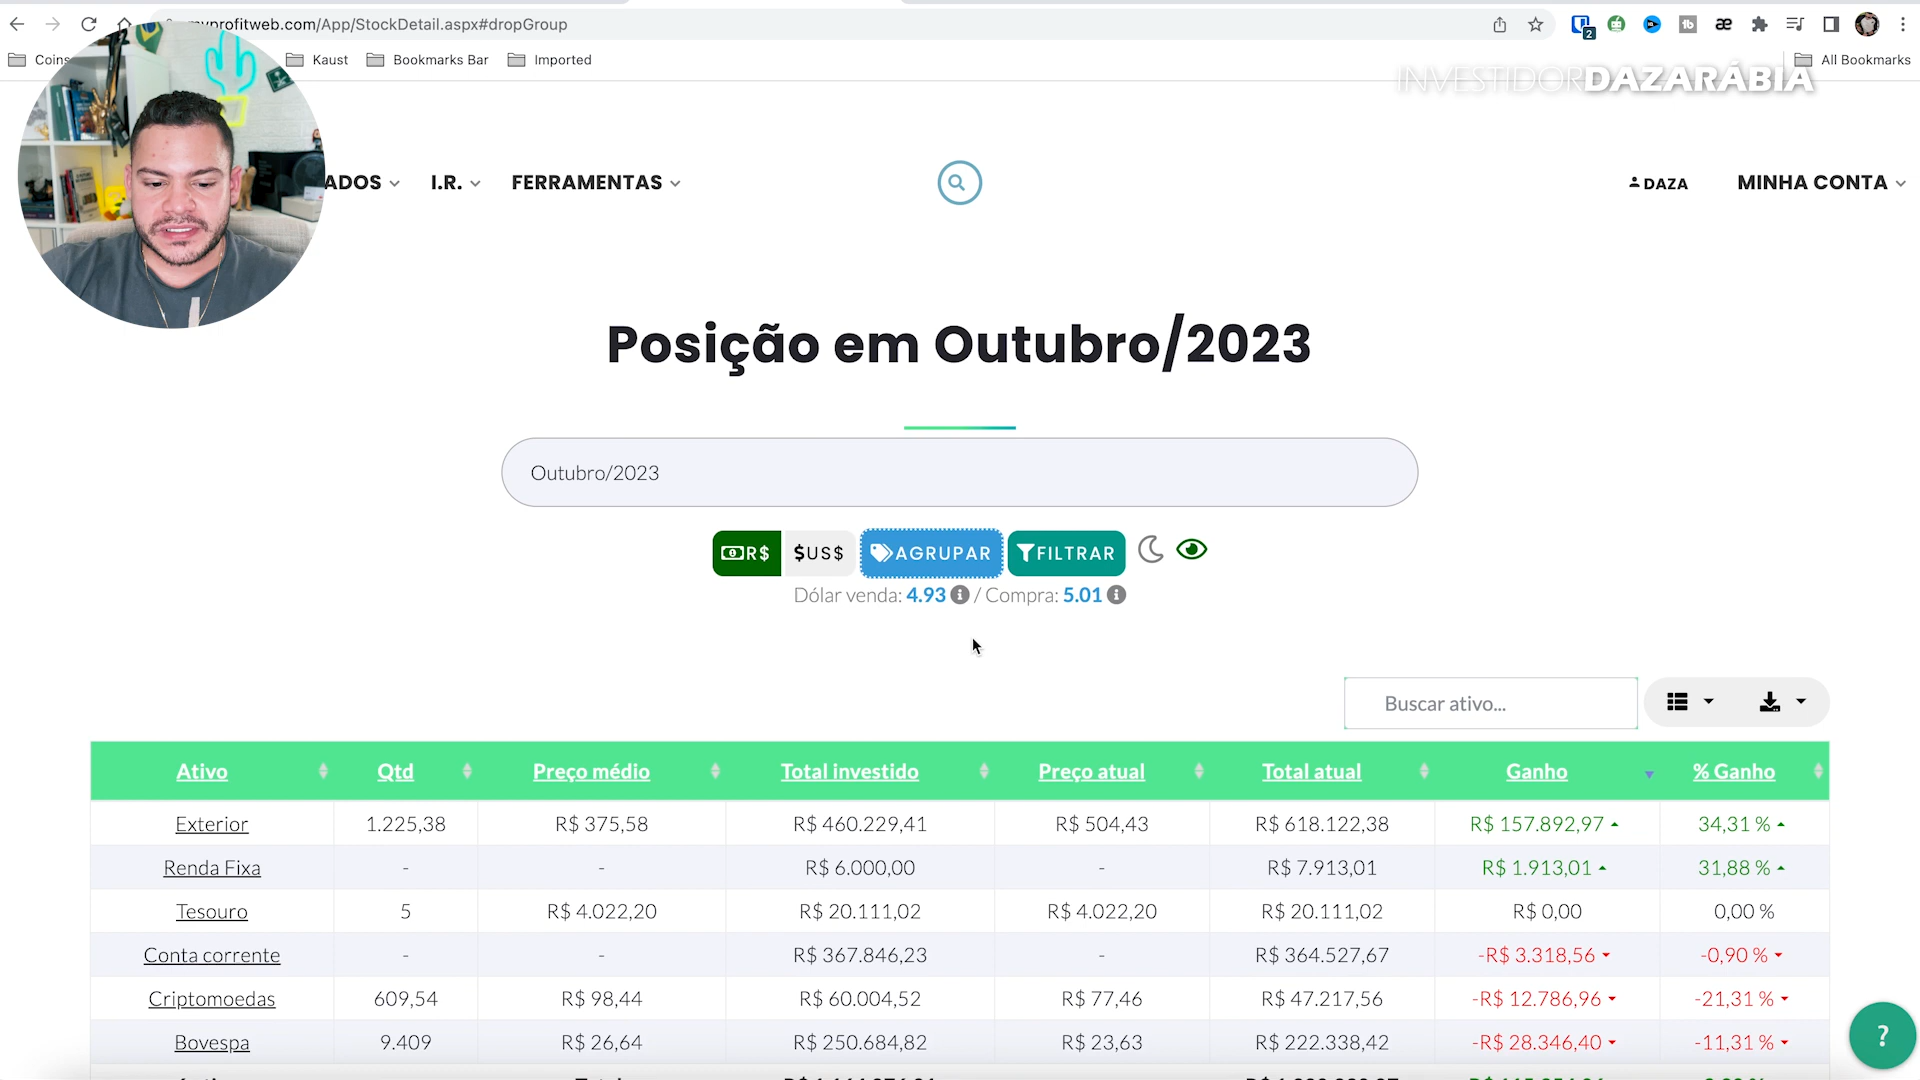 myprofitweb.com/App/StockDetail.aspx#dropGroup
2
Coins
Kaust
Bookmarks Bar
Imported
All Bookmarks
INVESTIDORDAZARÁBIA
ADOS
I.R.
FERRAMENTAS
DAZA
MINHA CONTA
Posição em Outubro/2023
Outubro/2023
R$ $US$ AGRUPAR FILTRAR
Dólar venda: 4.93 / Compra: 5.01
Buscar ativo...
Ativo Qtd Preço médio Total investido Preço atual Total atual Ganho % Ganho
Exterior 1.225,38 R$ 375,58 R$ 460.229,41 R$ 504,43 R$ 618.122,38 R$ 157.892,97 34,31 %
Renda Fixa - - R$ 6.000,00 - R$ 7.913,01 R$ 1.913,01 31,88 %
Tesouro 5 R$ 4.022,20 R$ 20.111,02 R$ 4.022,20 R$ 20.111,02 R$ 0,00 0,00 %
Conta corrente - - R$ 367.846,23 - R$ 364.527,67 -R$ 3.318,56 -0,90 %
Criptomoedas 609,54 R$ 98,44 R$ 60.004,52 R$ 77,46 R$ 47.217,56 -R$ 12.786,96 -21,31 %
Bovespa 9.409 R$ 26,64 R$ 250.684,82 R$ 23,63 R$ 222.338,42 -R$ 28.346,40 -11,31 %
?